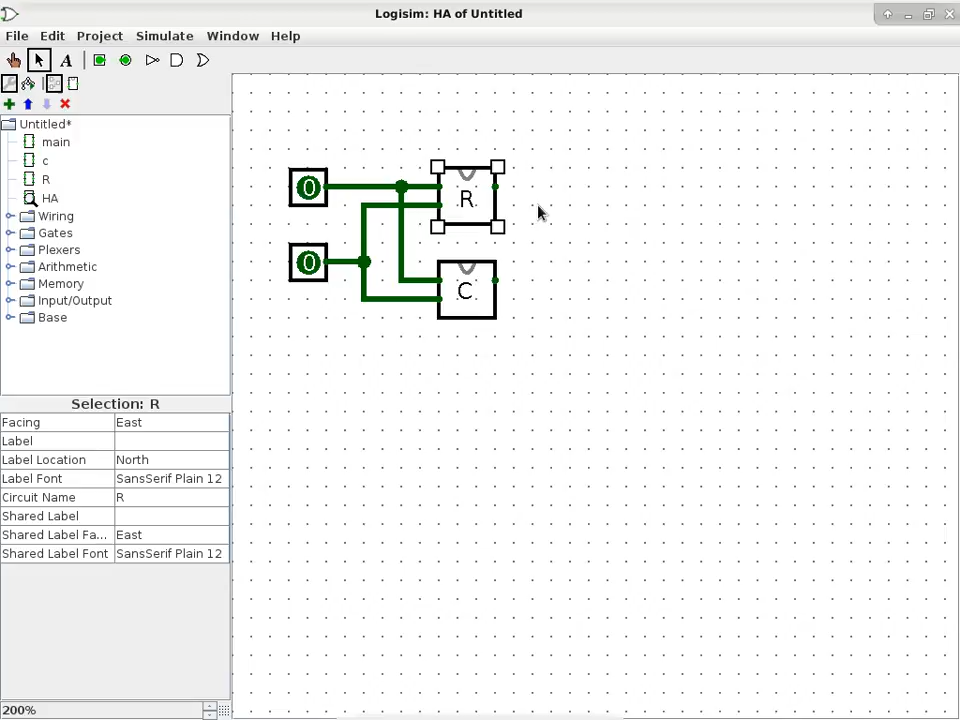 Logisim: HA of Untitled
File Edit Project Simulate Window Help
A
Untitled*
main
c
R
HA
Wiring
Gates
Plexers
Arithmetic
Memory
Input/Output
Base
Selection: R
Facing East
Label
Label Location North
Label Font SansSerif Plain 12
Circuit Name R
Shared Label
Shared Label Fa... East
Shared Label Font SansSerif Plain 12
200%
0
R
0
C